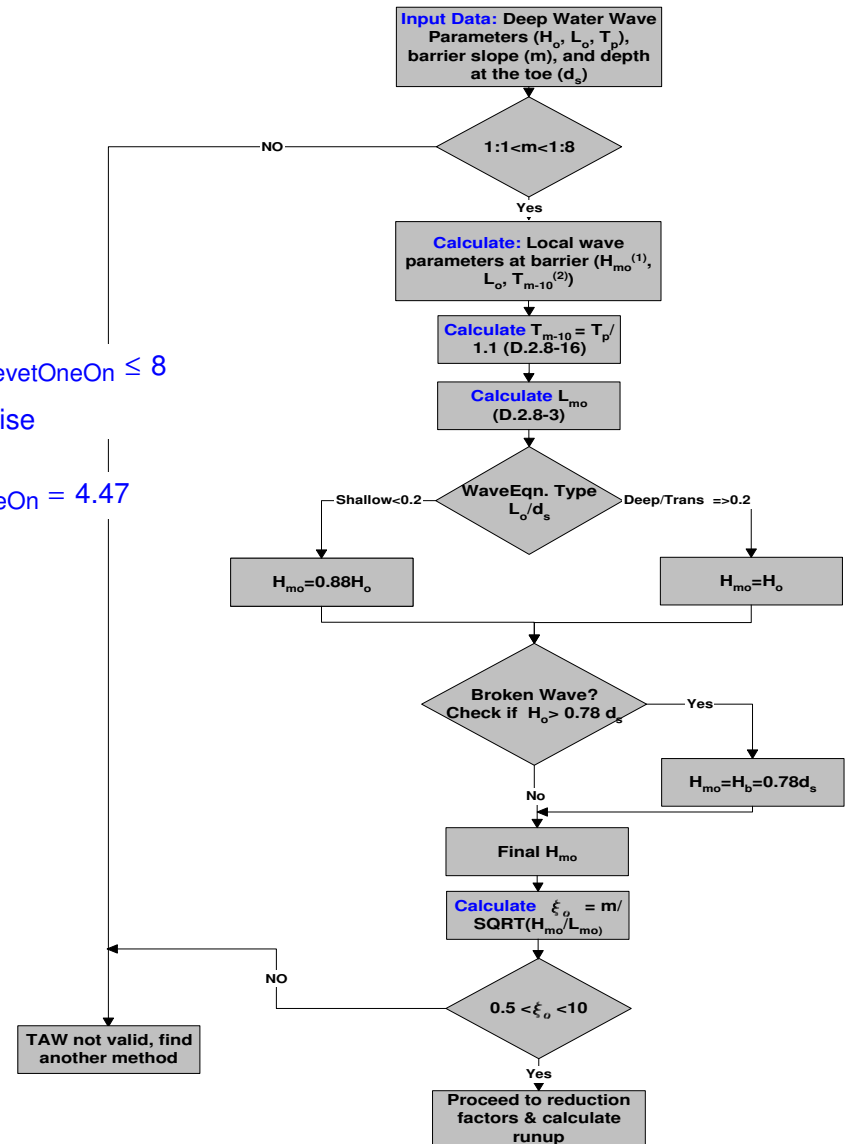 Input Data: Deep Water Wave
Parameters (Ho, Lo, Tp),
barrier slope (m), and depth
at the toe (ds)
NO
1:1<m<1:8
Yes
Calculate: Local wave
parameters at barrier (Hmo(1),
Lo, Tm-10(2))
Calculate Tm-10 = Tp/
1.1 (D.2.8-16)
evetOneOn ≤ 8
Calculate Lmo
(D.2.8-3)
ise
eOn = 4.47
Shallow<0.2
WaveEqn. Type
Lo/ds
Deep/Trans =>0.2
Hmo=0.88Ho
Hmo=Ho
Broken Wave?
Check if Ho> 0.78 ds
Yes
Hmo=Hb=0.78ds
No
Final Hmo
Calculate ξo = m/
SQRT(Hmo/Lmo)
NO
0.5 <ξo <10
TAW not valid, find
another method
Yes
Proceed to reduction
factors & calculate
runup